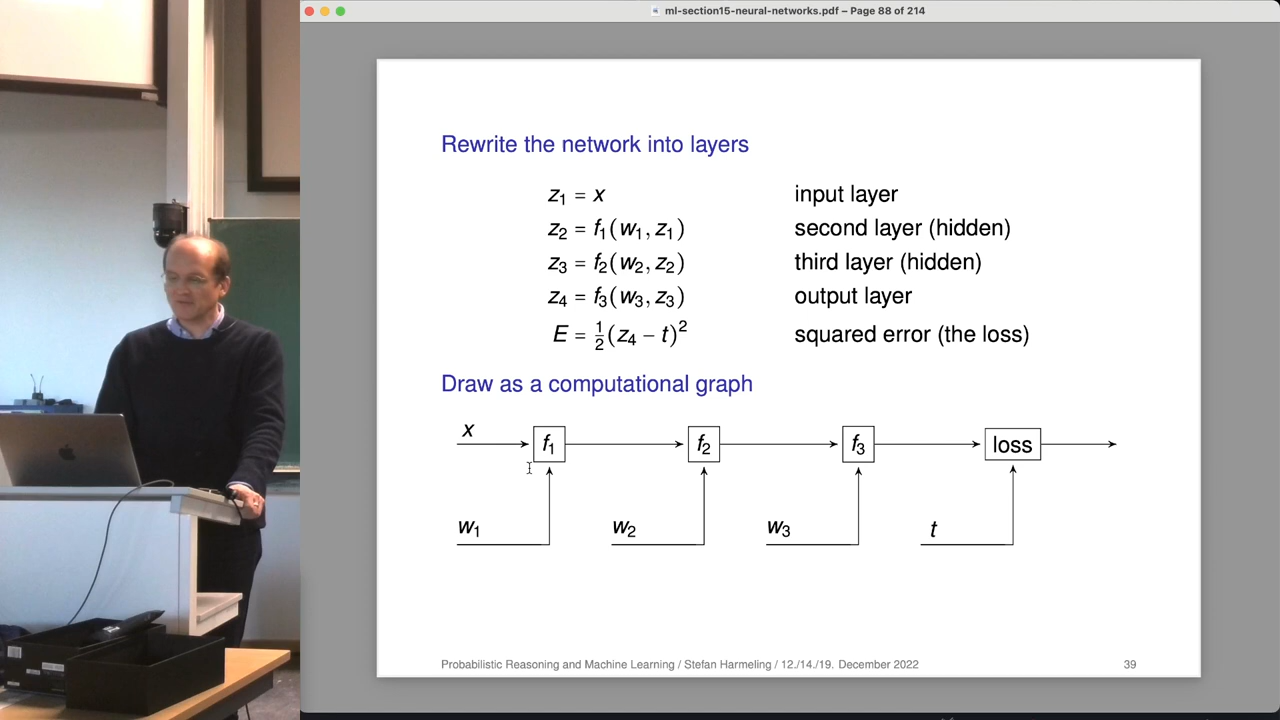 ml-section15-neural-networks.pdf – Page 88 of 214
Rewrite the network into layers
z₁ = x input layer
z₂ = f₁(w₁, z₁) second layer (hidden)
z₃ = f₂(w₂, z₂) third layer (hidden)
z₄ = f₃(w₃, z₃) output layer
E = ½(z₄ − t)² squared error (the loss)
Draw as a computational graph
x f₁ f₂ f₃ loss
w₁ w₂ w₃ t
Probabilistic Reasoning and Machine Learning / Stefan Harmeling / 12./14./19. December 2022 39